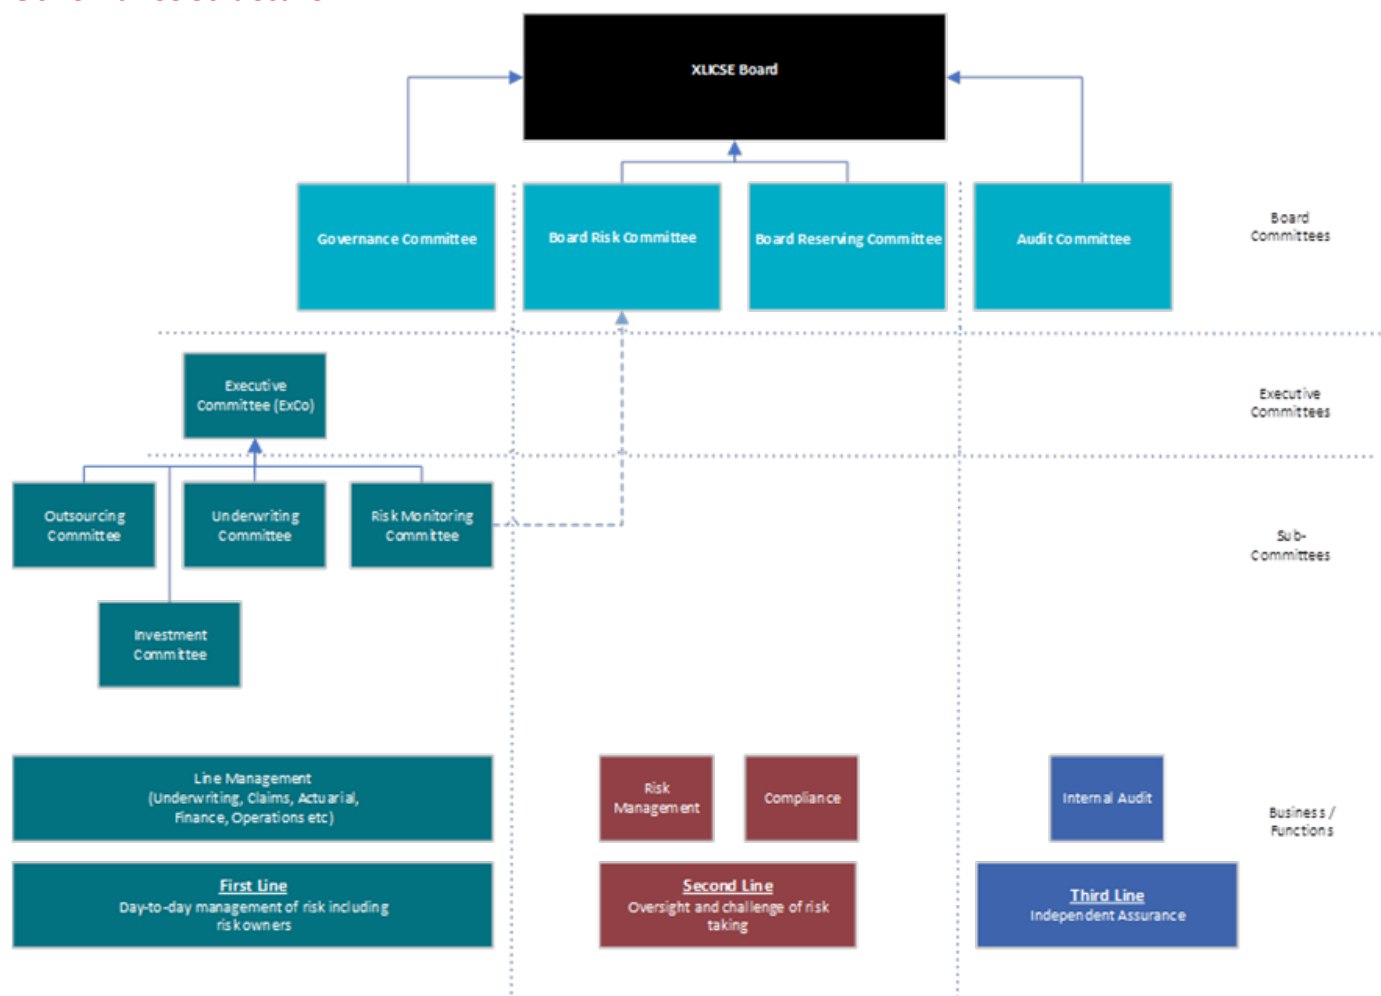 XLICSE Board
Governance Committee
Board Risk Committee
Board Reserving Committee
Audit Committee
Board
Committees
Executive
Committee (ExCo)
Executive
Committees
Outsourcing
Committee
Underwriting
Committee
Risk Monitoring
Committee
Sub-
Committees
Investment
Committee
Line Management
(Underwriting, Claims, Actuarial,
Finance, Operations etc)
Risk
Management
Compliance
Internal Audit
Business /
Functions
First Line
Day-to-day management of risk including
risk owners
Second Line
Oversight and challenge of risk
taking
Third Line
Independent Assurance